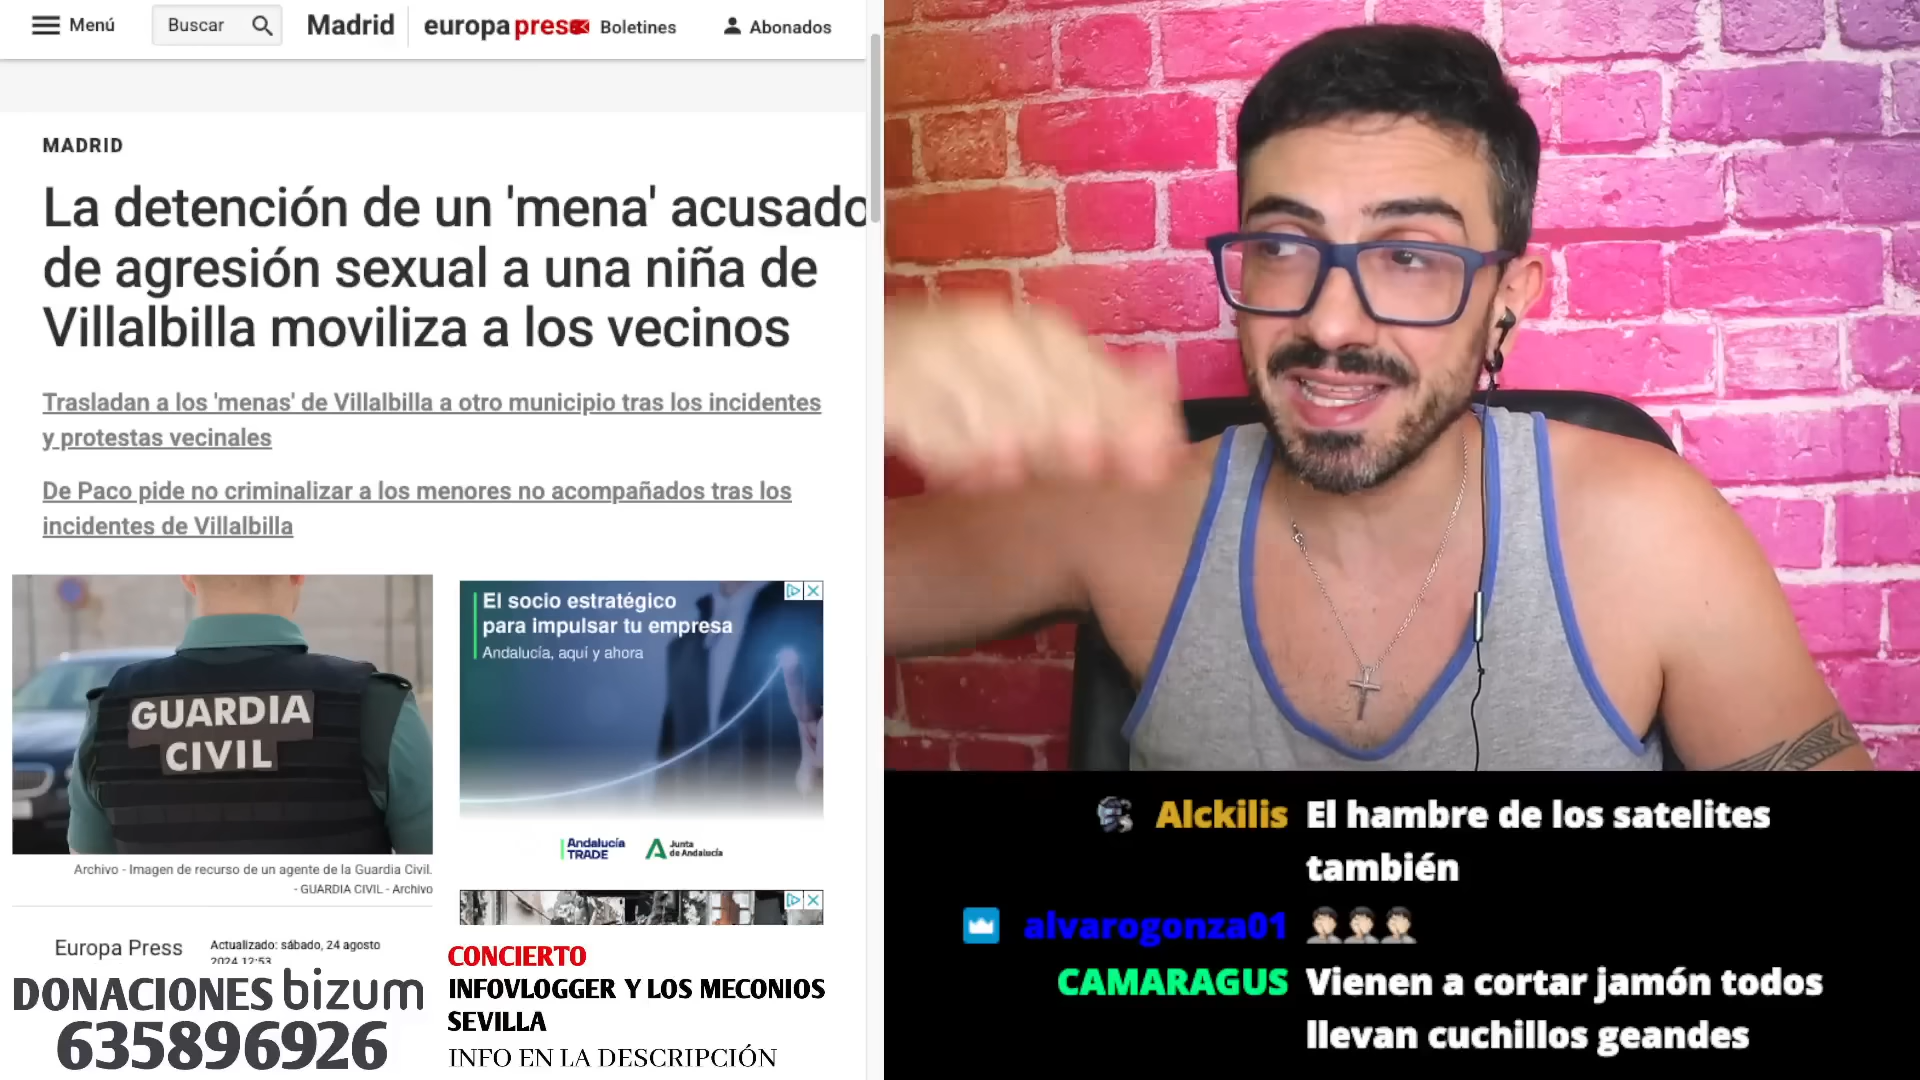 Menú
Buscar
Madrid
europa press
Boletines
Abonados
MADRID
La detención de un 'mena' acusado
de agresión sexual a una niña de
Villalbilla moviliza a los vecinos
Trasladan a los 'menas' de Villalbilla a otro municipio tras los incidentes
y protestas vecinales
De Paco pide no criminalizar a los menores no acompañados tras los
incidentes de Villalbilla
GUARDIA
CIVIL
Archivo - Imagen de recurso de un agente de la Guardia Civil.
- GUARDIA CIVIL - Archivo
El socio estratégico
para impulsar tu empresa
Andalucía, aquí y ahora
Andalucía
TRADE
Junta
de Andalucía
Europa Press
Actualizado: sábado, 24 agosto
2024 12:53
DONACIONES bizum
635896926
CONCIERTO
INFOVLOGGER Y LOS MECONIOS
SEVILLA
INFO EN LA DESCRIPCIÓN
Alckilis El hambre de los satelites
también
alvarogonza01
CAMARAGUS Vienen a cortar jamón todos
llevan cuchillos geandes